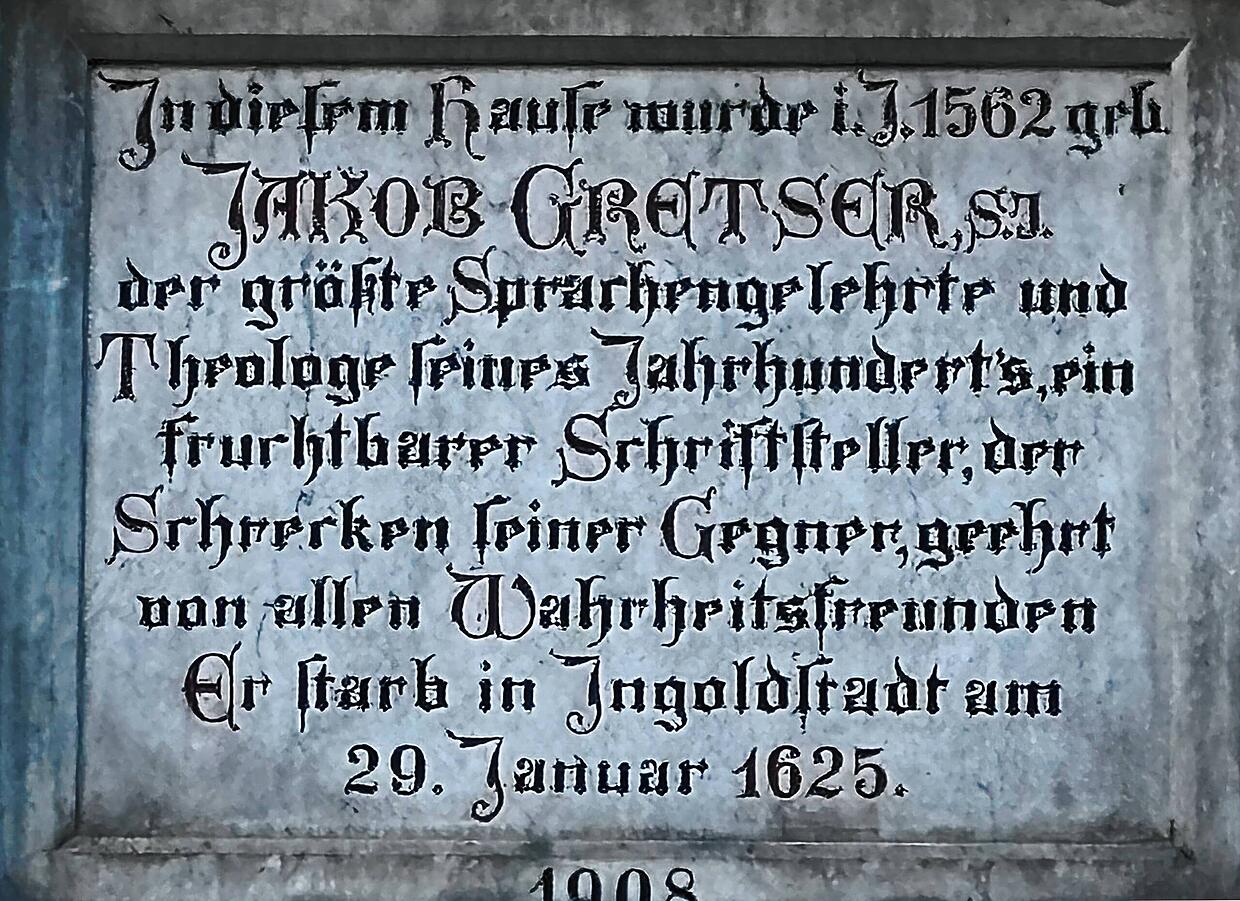 In dieſem Hauſe wurde i. J. 1562 geb.
JAKOB GRETSER, S.J.
der größte Sprachengelehrte und
Theologe ſeines Jahrhundert's, ein
fruchtbarer Schriftſteller, der
Schrecken ſeiner Gegner, geehrt
von allen Wahrheitsfreunden
Er ſtarb in Ingoldſtadt am
29. Januar 1625.
1908